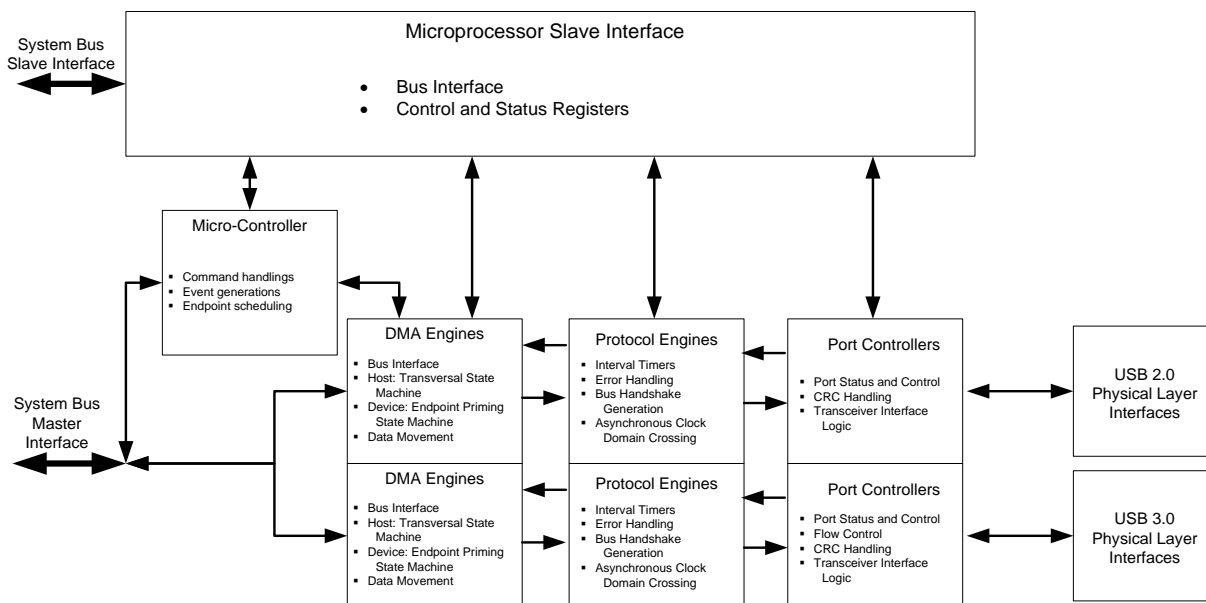 Microprocessor Slave Interface
• Bus Interface
• Control and Status Registers
System Bus
Slave Interface
Micro-Controller
▪ Command handlings
▪ Event generations
▪ Endpoint scheduling
System Bus
Master
Interface
DMA Engines
▪ Bus Interface
▪ Host: Transversal State
Machine
▪ Device: Endpoint Priming
State Machine
▪ Data Movement
Protocol Engines
▪ Interval Timers
▪ Error Handling
▪ Bus Handshake
Generation
▪ Asynchronous Clock
Domain Crossing
Port Controllers
▪ Port Status and Control
▪ CRC Handling
▪ Transceiver Interface
Logic
USB 2.0
Physical Layer
Interfaces
DMA Engines
▪ Bus Interface
▪ Host: Transversal State
Machine
▪ Device: Endpoint Priming
State Machine
▪ Data Movement
Protocol Engines
▪ Interval Timers
▪ Error Handling
▪ Bus Handshake
Generation
▪ Asynchronous Clock
Domain Crossing
Port Controllers
▪ Port Status and Control
▪ Flow Control
▪ CRC Handling
▪ Transceiver Interface
Logic
USB 3.0
Physical Layer
Interfaces